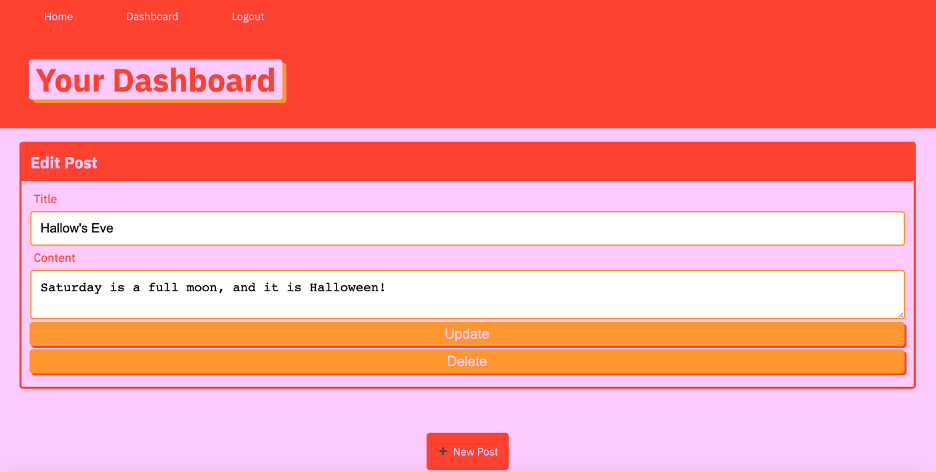 Home Dashboard Logout
Your Dashboard
Edit Post
Title
Hallow's Eve
Content
Saturday is a full moon, and it is Halloween!
Update
Delete
+ New Post